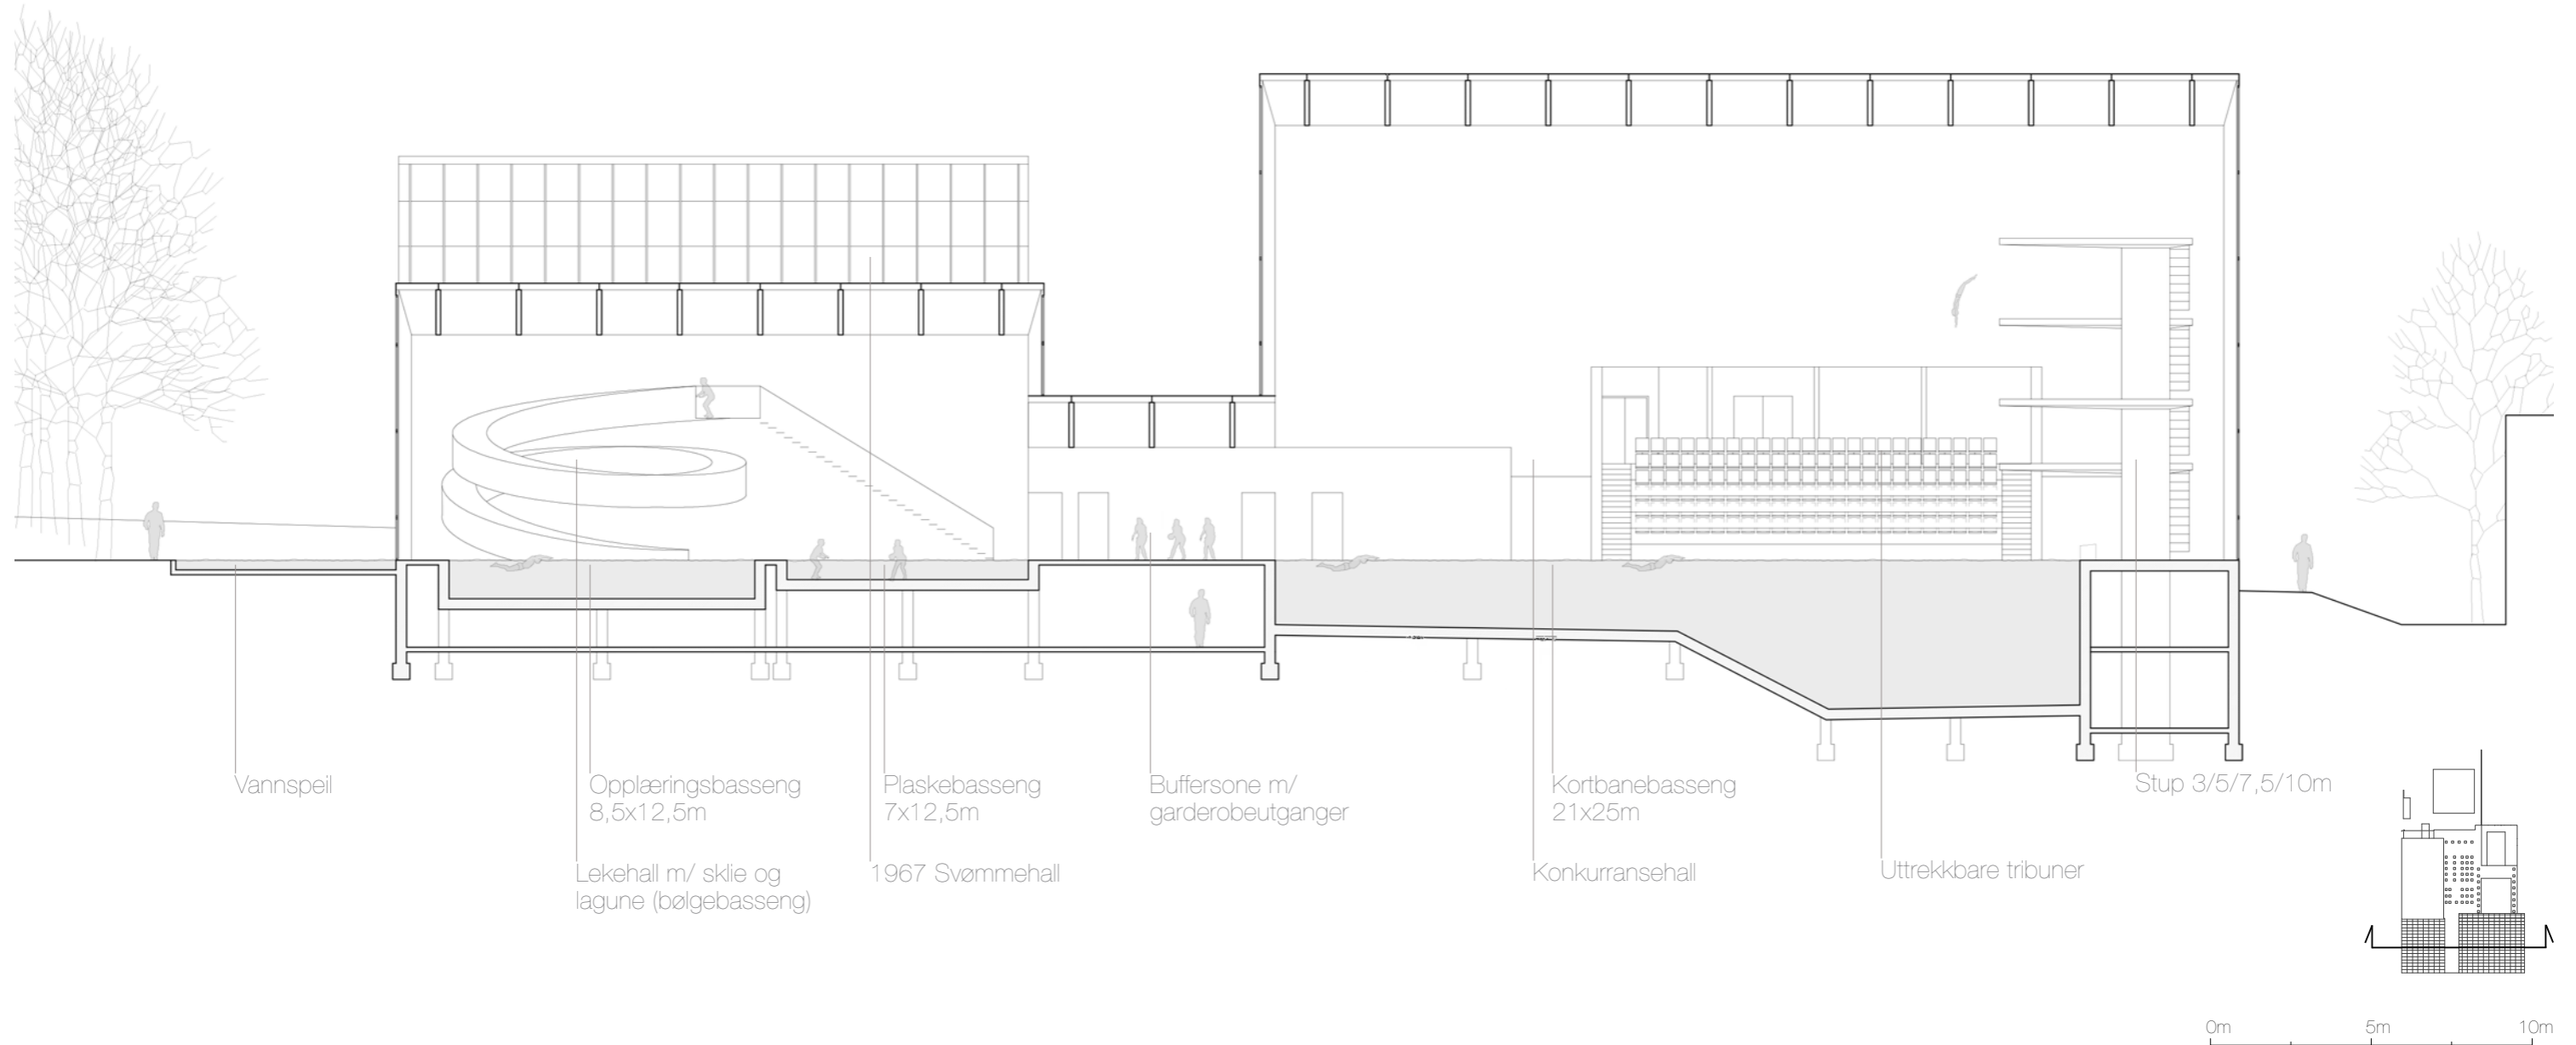 Vannspeil
Opplæringsbasseng
8,5x12,5m
Plaskebasseng
7x12,5m
Buffersone m/
garderobeutganger
Kortbanebasseng
21x25m
Stup 3/5/7,5/10m
Lekehall m/ sklie og
lagune (bølgebasseng)
1967 Svømmehall
Konkurransehall
Uttrekkbare tribuner
0m
5m
10m